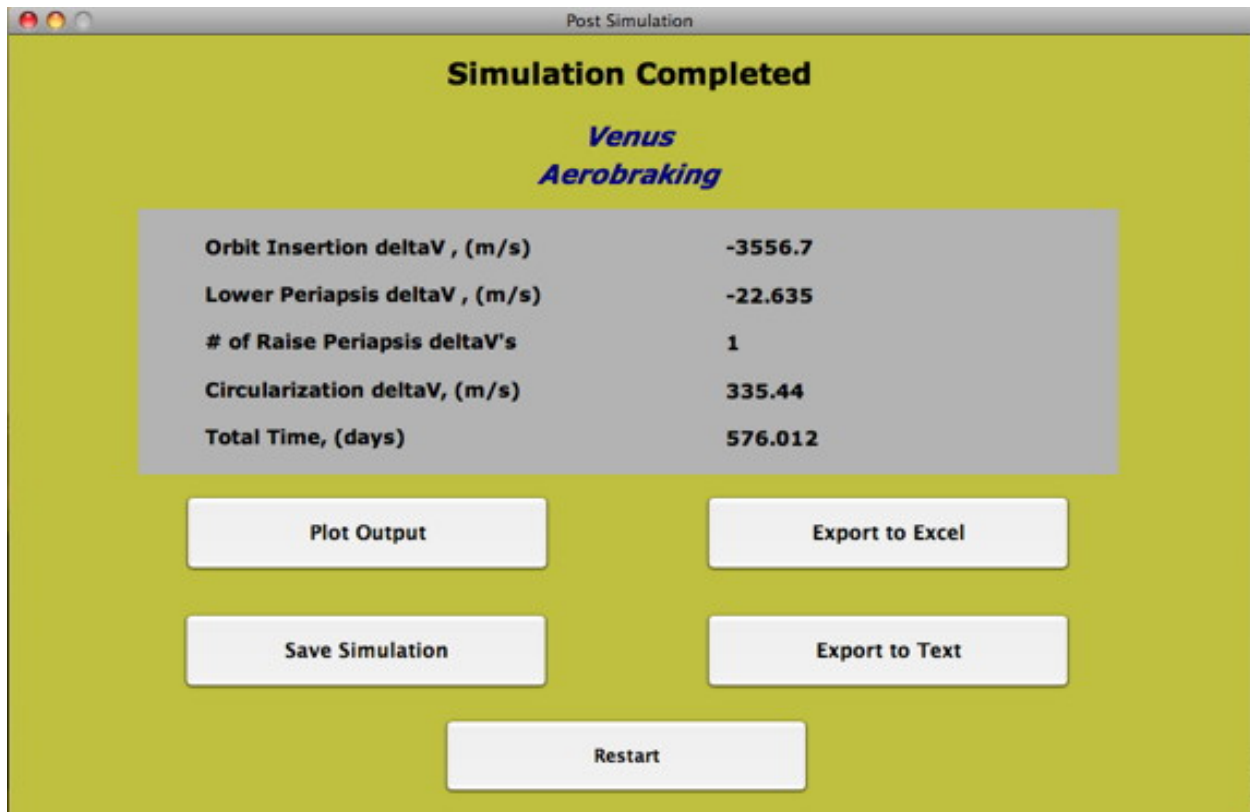 Post Simulation
Simulation Completed
Venus
Aerobraking
Orbit Insertion deltaV , (m/s) -3556.7
Lower Periapsis deltaV , (m/s) -22.635
# of Raise Periapsis deltaV's 1
Circularization deltaV, (m/s) 335.44
Total Time, (days) 576.012
Plot Output Export to Excel
Save Simulation Export to Text
Restart